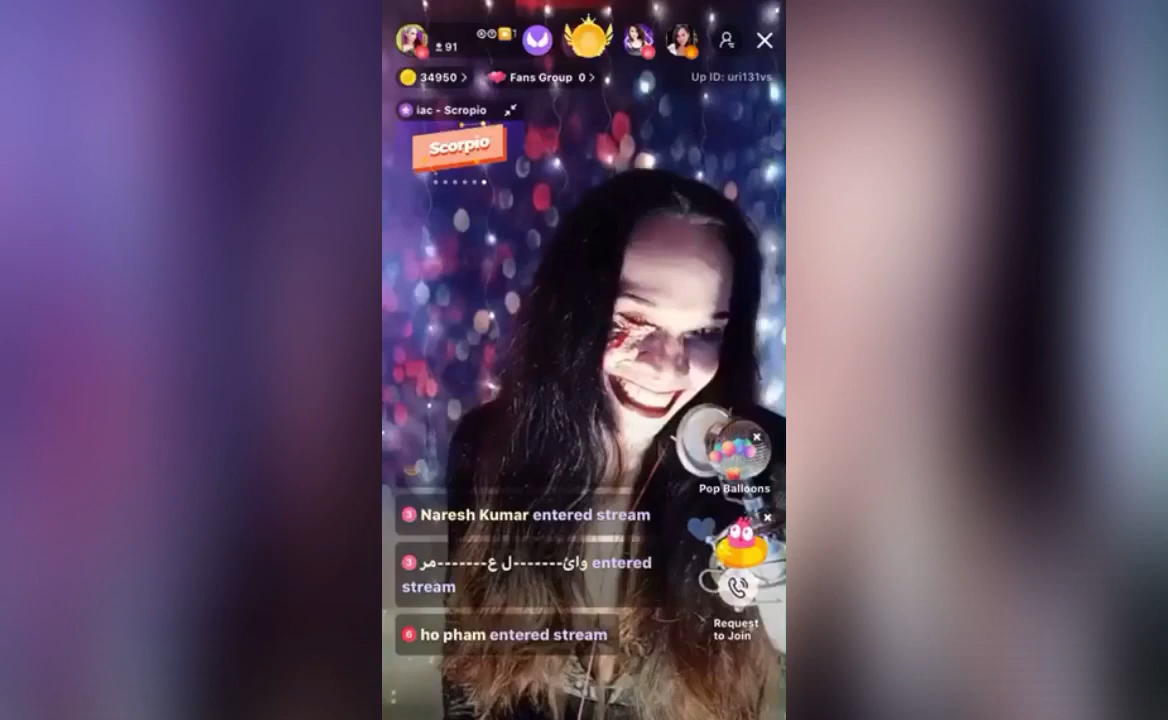 91
34950 >
Fans Group 0 >
Up ID: uri131vs
iac - Scropio
Scorpio
Pop Balloons
3 Naresh Kumar entered stream
3 وائ-------ل ع-------مر entered
stream
Request
to Join
6 ho pham entered stream